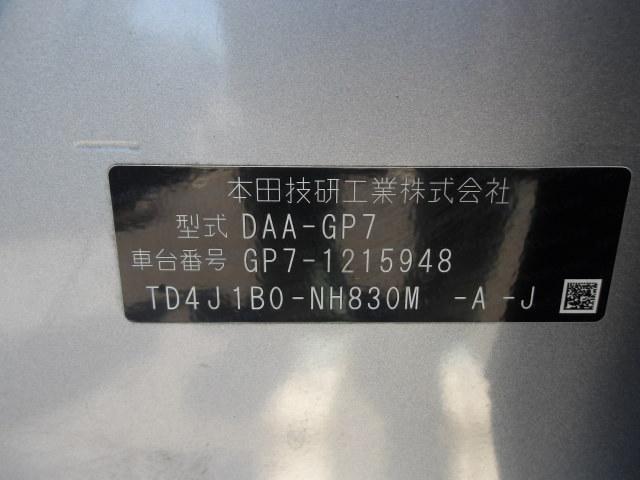 本田技研工業株式会社
型式 DAA-GP7
車台番号 GP7-1215948
TD4J1B0-NH830M -A -J